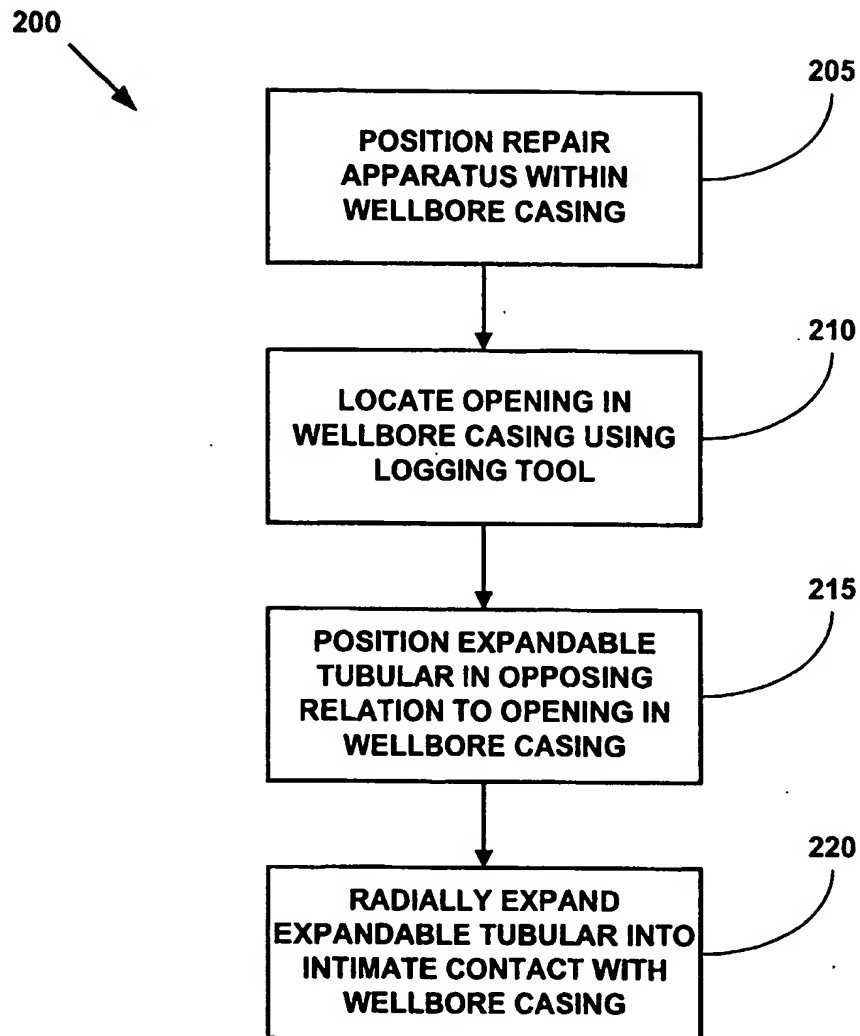 200
205
POSITION REPAIR
APPARATUS WITHIN
WELLBORE CASING
210
LOCATE OPENING IN
WELLBORE CASING USING
LOGGING TOOL
215
POSITION EXPANDABLE
TUBULAR IN OPPOSING
RELATION TO OPENING IN
WELLBORE CASING
220
RADIALLY EXPAND
EXPANDABLE TUBULAR INTO
INTIMATE CONTACT WITH
WELLBORE CASING